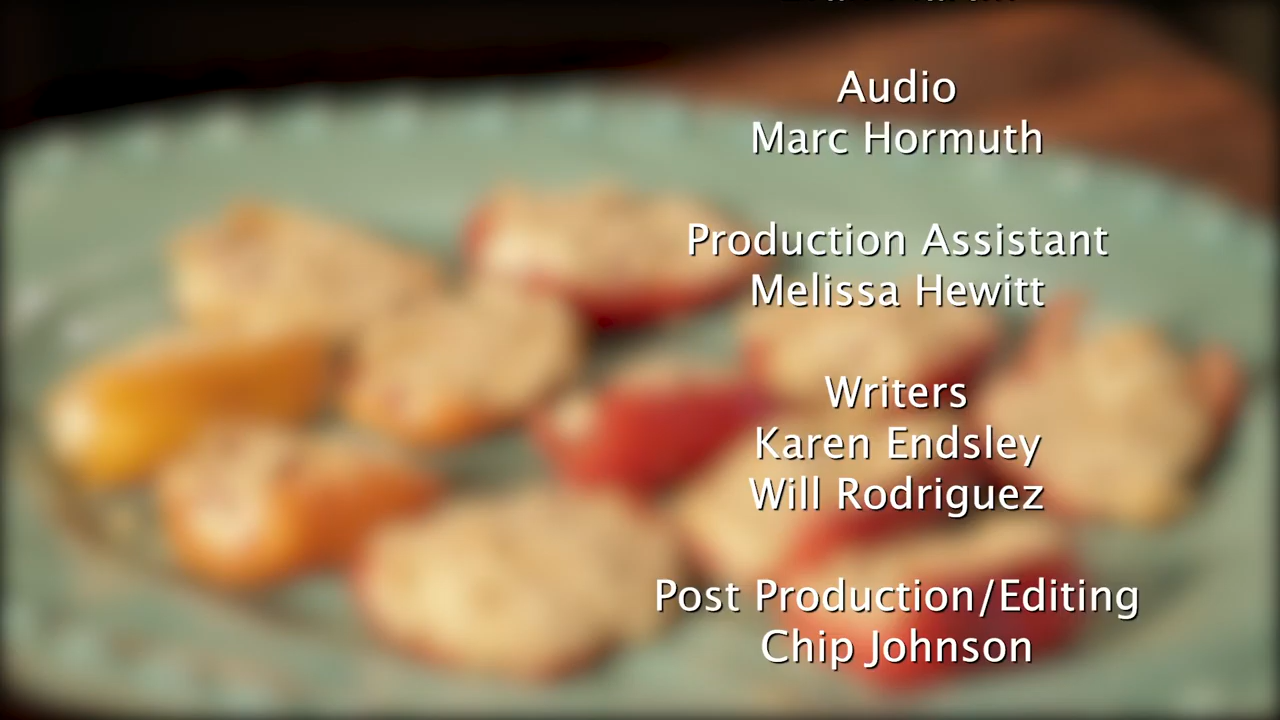 Audio
Marc Hormuth
Production Assistant
Melissa Hewitt
Writers
Karen Endsley
Will Rodriguez
Post Production/Editing
Chip Johnson